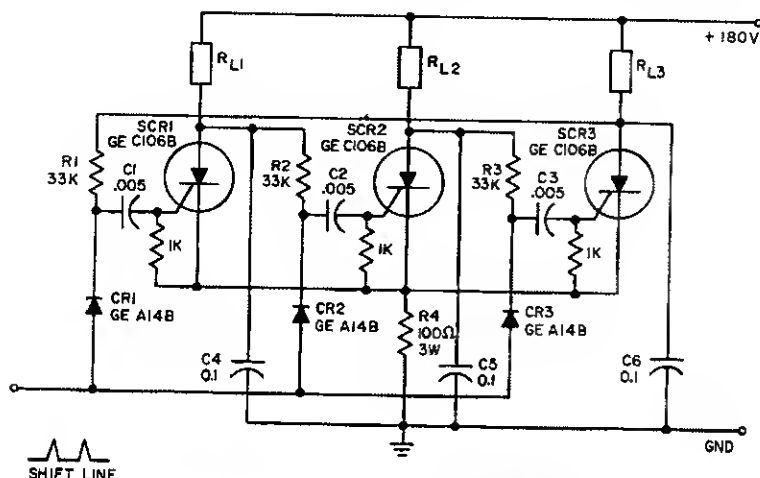 RL1
RL2
RL3
+180V
SCR1
GE C106B
SCR2
GE C106B
SCR3
GE C106B
R1
33K
C1
.005
R2
33K
C2
.005
R3
33K
C3
.005
1K
1K
1K
CR1
GE A14B
CR2
GE A14B
R4
100Ω
3W
CR3
GE A14B
C4
0.1
C5
0.1
C6
0.1
GND
SHIFT LINE